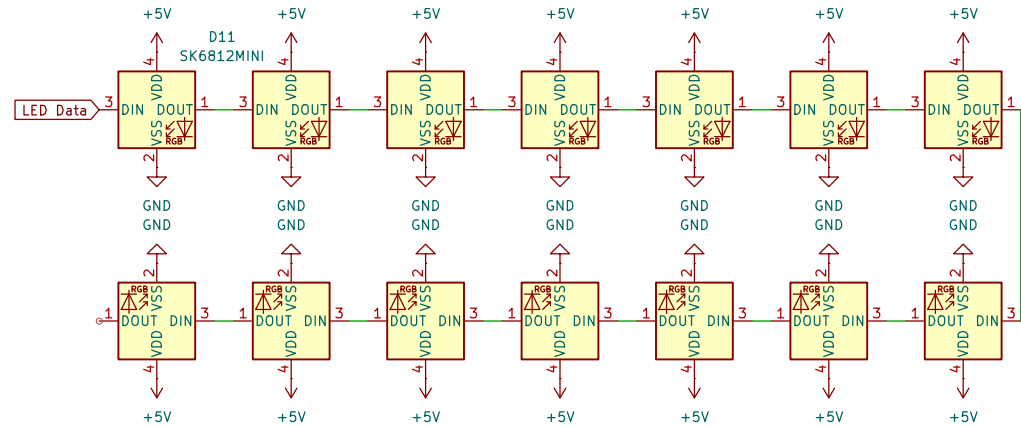 +5V +5V +5V +5V +5V +5V +5V
D11
SK6812MINI
4 4 4 4 4 4 4
VDD VDD VDD VDD VDD VDD VDD
LED Data 3 DIN DOUT 1 3 DIN DOUT 1 3 DIN DOUT 1 3 DIN DOUT 1 3 DIN DOUT 1 3 DIN DOUT 1 3 DIN DOUT 1
VSS VSS VSS VSS VSS VSS VSS
RGB RGB RGB RGB RGB RGB RGB
2 2 2 2 2 2 2
GND GND GND GND GND GND GND
GND GND GND GND GND GND GND
2 2 2 2 2 2 2
RGB RGB RGB RGB RGB RGB RGB
VSS VSS VSS VSS VSS VSS VSS
1 DOUT DIN 3 1 DOUT DIN 3 1 DOUT DIN 3 1 DOUT DIN 3 1 DOUT DIN 3 1 DOUT DIN 3 1 DOUT DIN 3
VDD VDD VDD VDD VDD VDD VDD
4 4 4 4 4 4 4
+5V +5V +5V +5V +5V +5V +5V